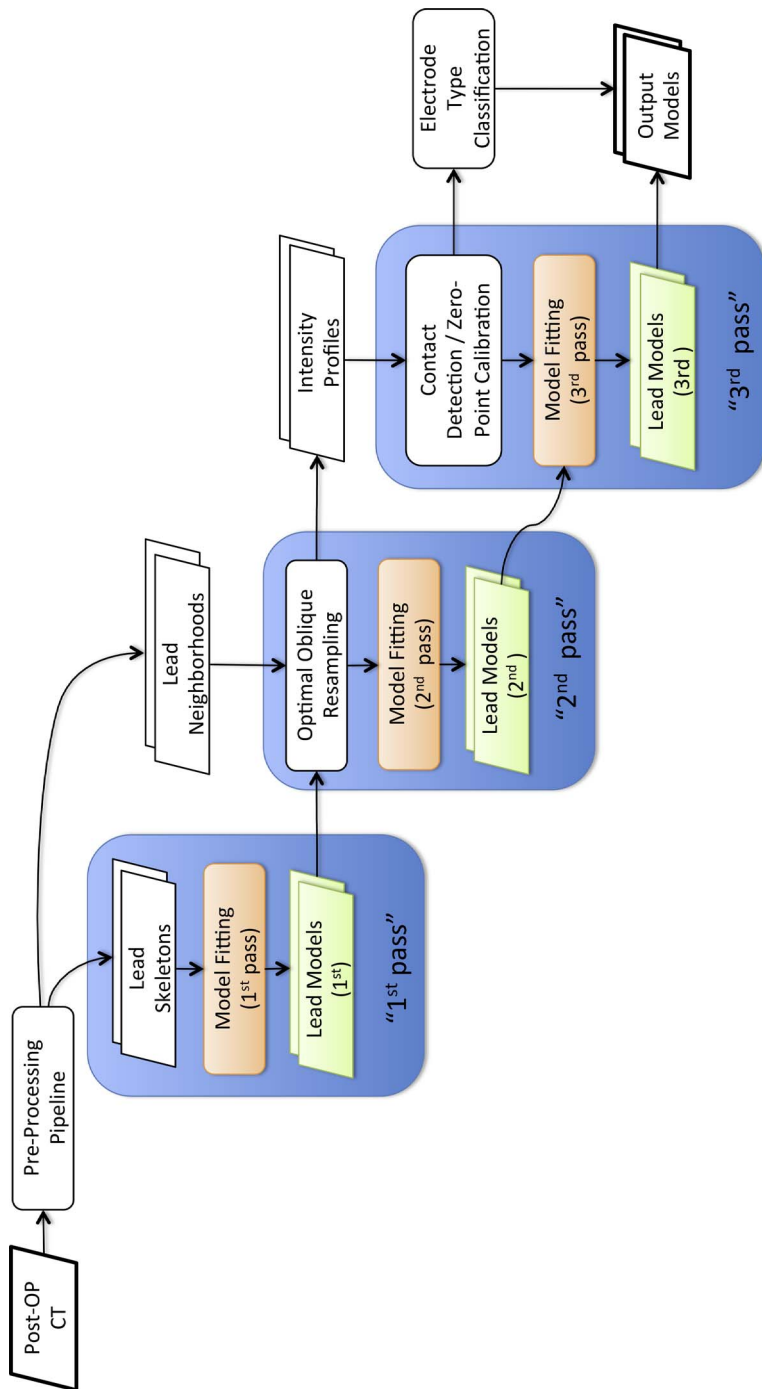 Post-OP
CT
Pre-Processing
Pipeline
Lead
Skeletons
Model Fitting
(1st pass)
Lead Models
(1st)
“1st pass”
Lead
Neighborhoods
Optimal Oblique
Resampling
Model Fitting
(2nd pass)
Lead Models
(2nd)
“2nd pass”
Intensity
Profiles
Contact
Detection / Zero-
Point Calibration
Model Fitting
(3rd pass)
Lead Models
(3rd )
“3rd pass”
Electrode
Type
Classification
Output
Models